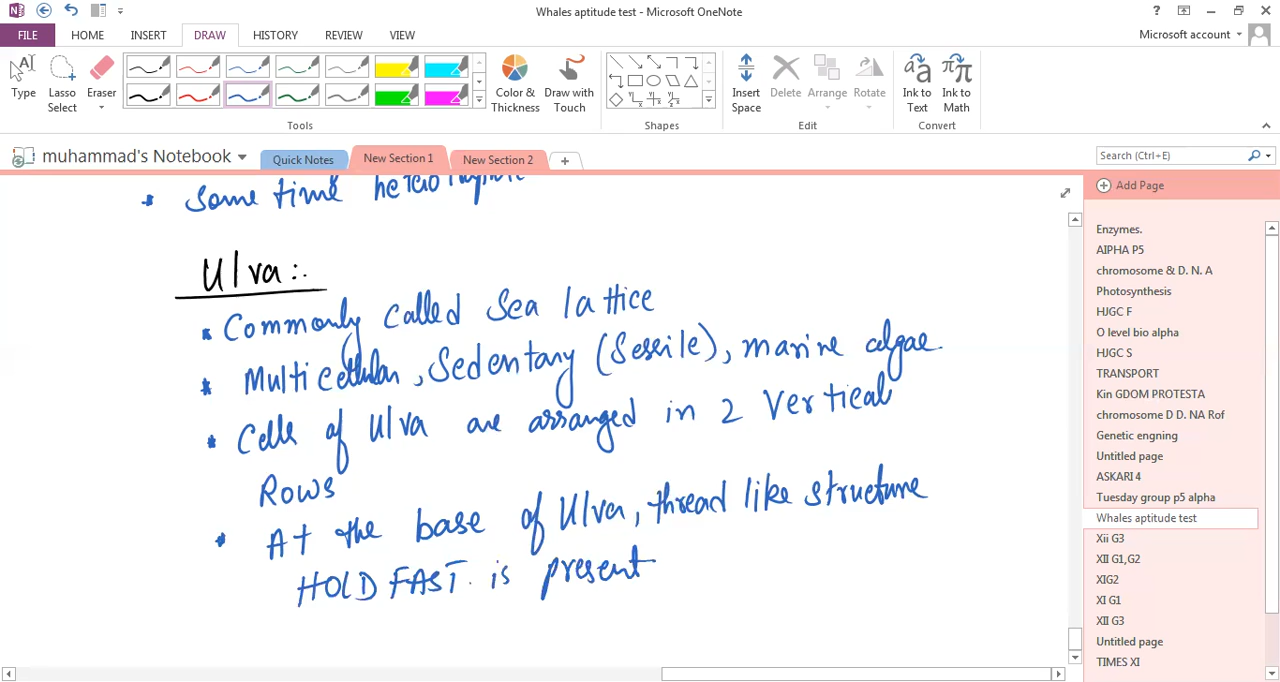 Whales aptitude test - Microsoft OneNote
FILE HOME INSERT DRAW HISTORY REVIEW VIEW
Microsoft account
Type
Lasso Select
Eraser
Color & Thickness
Draw with Touch
Insert Space
Delete
Arrange
Rotate
Ink to Text
Ink to Math
Tools
Shapes
Edit
Convert
muhammad's Notebook
Quick Notes
New Section 1
New Section 2
Search (Ctrl+E)
Add Page
Some time
Ulva:.
Commonly called Sea lattice
Multicellular, Sedentary (Sessile), marine algae.
Cells of Ulva are arranged in 2 Vertical
Rows
At the base of Ulva, thread like structure
HOLD FAST. is present
Enzymes.
AlPHA P5
chromosome & D. N. A
Photosynthesis
HJGC F
O level bio alpha
HJGC S
TRANSPORT
Kin GDOM PROTESTA
chromosome D D. NA Rof
Genetic engning
Untitled page
ASKARI 4
Tuesday group p5 alpha
Whales aptitude test
Xii G3
XII G1,G2
XIG2
XI G1
XII G3
Untitled page
TIMES XI